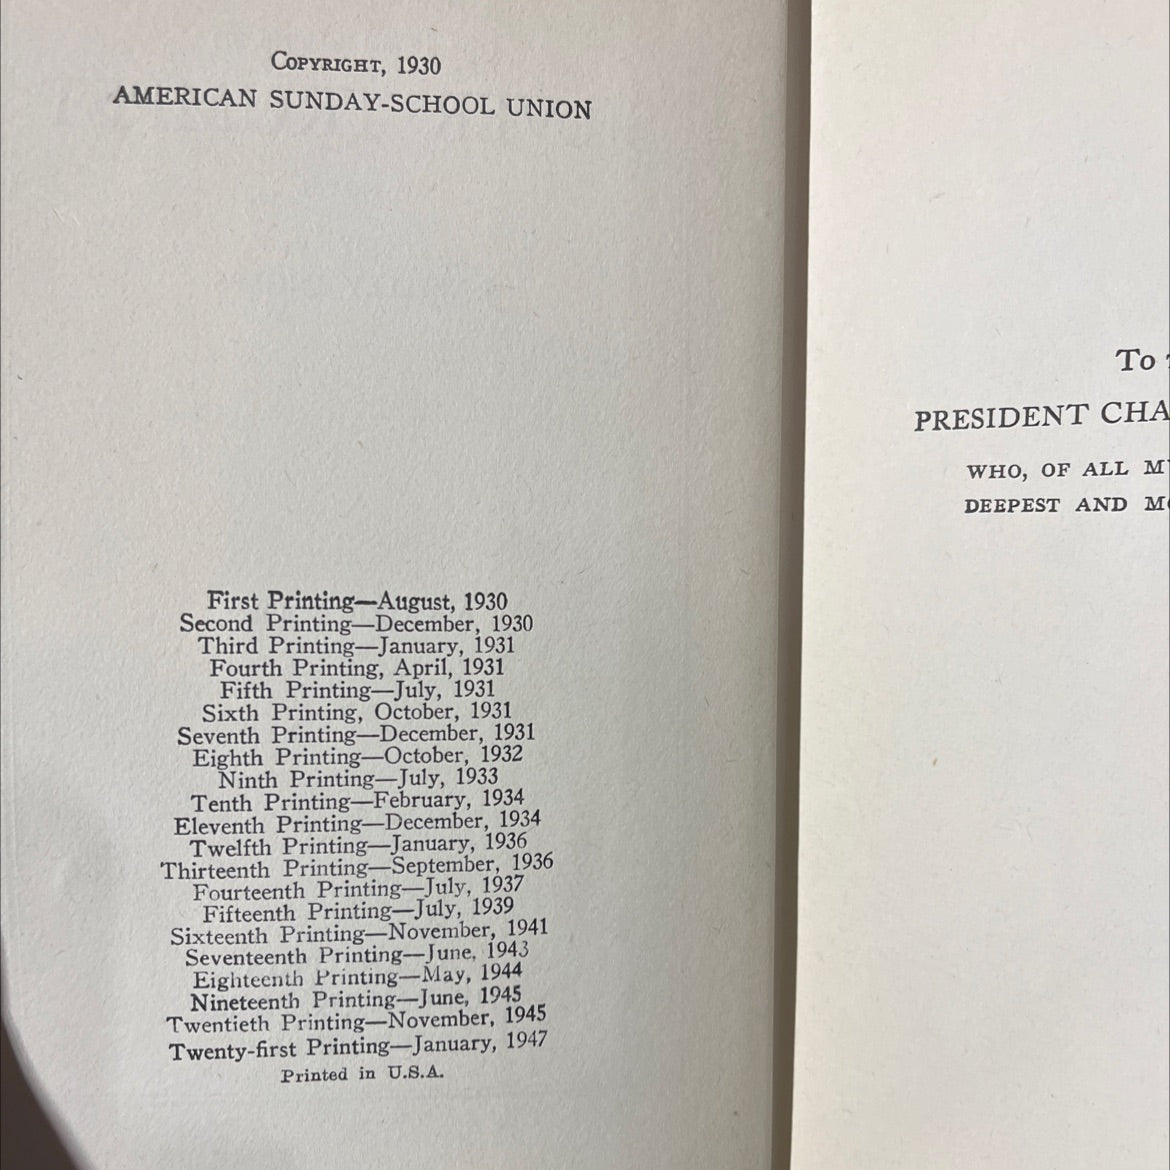 Copyright, 1930
AMERICAN SUNDAY-SCHOOL UNION
First Printing—August, 1930
Second Printing—December, 1930
Third Printing—January, 1931
Fourth Printing, April, 1931
Fifth Printing—July, 1931
Sixth Printing, October, 1931
Seventh Printing—December, 1931
Eighth Printing—October, 1932
Ninth Printing—July, 1933
Tenth Printing—February, 1934
Eleventh Printing—December, 1934
Twelfth Printing—January, 1936
Thirteenth Printing—September, 1936
Fourteenth Printing—July, 1937
Fifteenth Printing—July, 1939
Sixteenth Printing—November, 1941
Seventeenth Printing—June, 1943
Eighteenth Printing—May, 1944
Nineteenth Printing—June, 1945
Twentieth Printing—November, 1945
Twenty-first Printing—January, 1947
Printed in U.S.A.
To
PRESIDENT CHA
WHO, OF ALL M
DEEPEST AND M